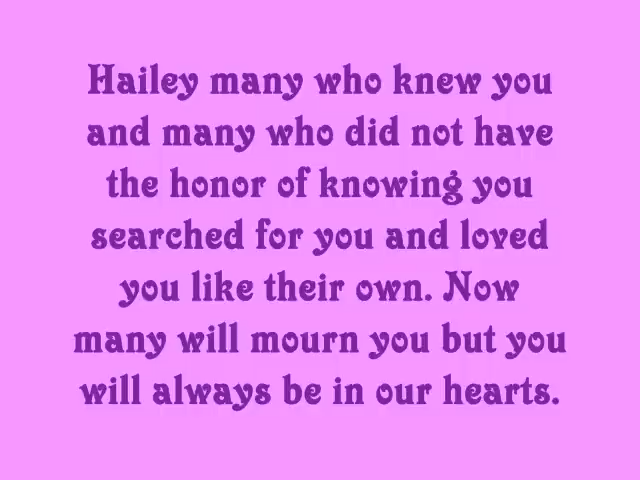 Hailey many who knew you
and many who did not have
the honor of knowing you
searched for you and loved
you like their own. Now
many will mourn you but you
will always be in our hearts.